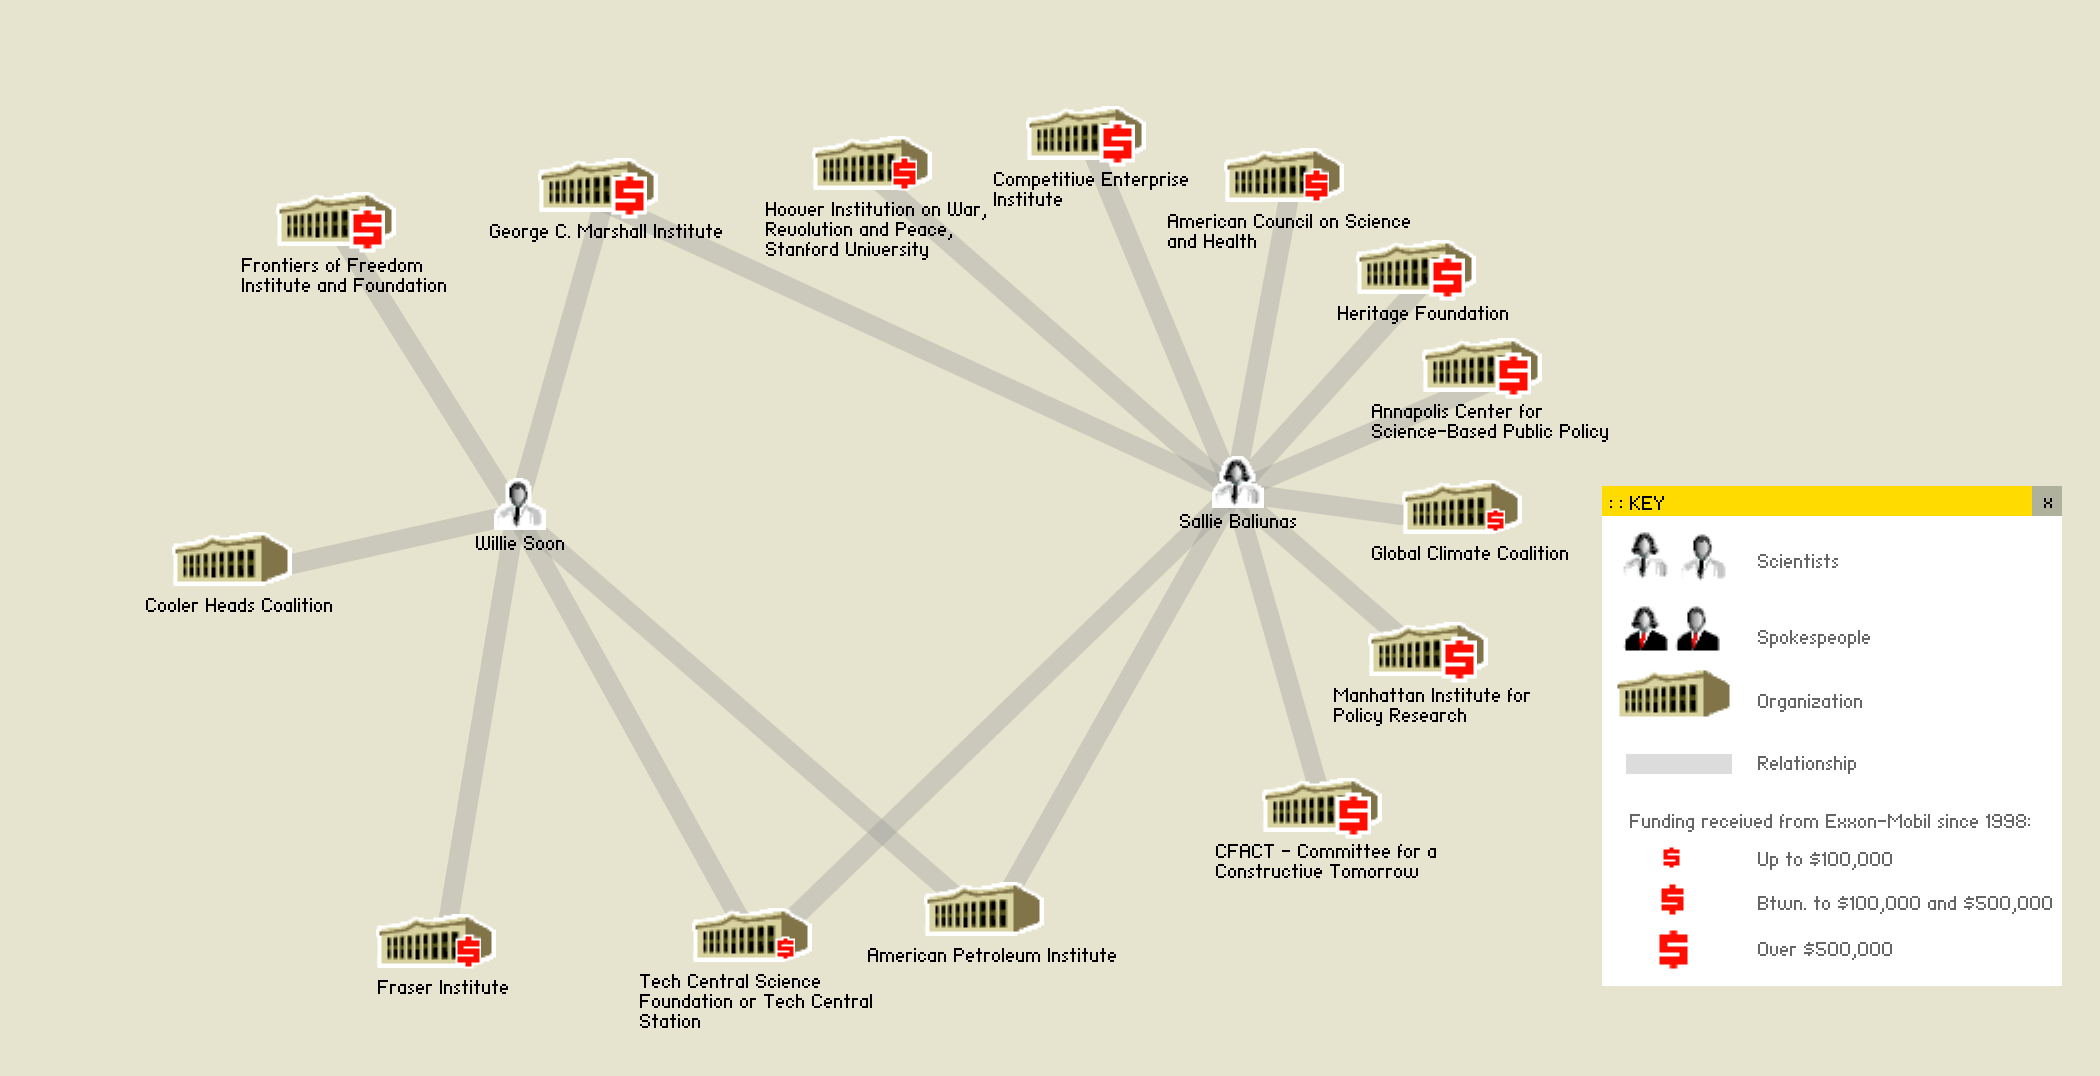 Competitive Enterprise
Institute
Hoover Institution on War,
Revolution and Peace,
Stanford University
American Council on Science
and Health
George C. Marshall Institute
Frontiers of Freedom
Institute and Foundation
Heritage Foundation
Annapolis Center for
Science-Based Public Policy
Sallie Baliunas
Willie Soon
Global Climate Coalition
Cooler Heads Coalition
Manhattan Institute for
Policy Research
CFACT - Committee for a
Constructive Tomorrow
American Petroleum Institute
Tech Central Science
Foundation or Tech Central
Station
Fraser Institute
:: KEY x
Scientists
Spokespeople
Organization
Relationship
Funding received from Exxon-Mobil since 1998:
$ Up to $100,000
$ Btwn. to $100,000 and $500,000
$ Over $500,000